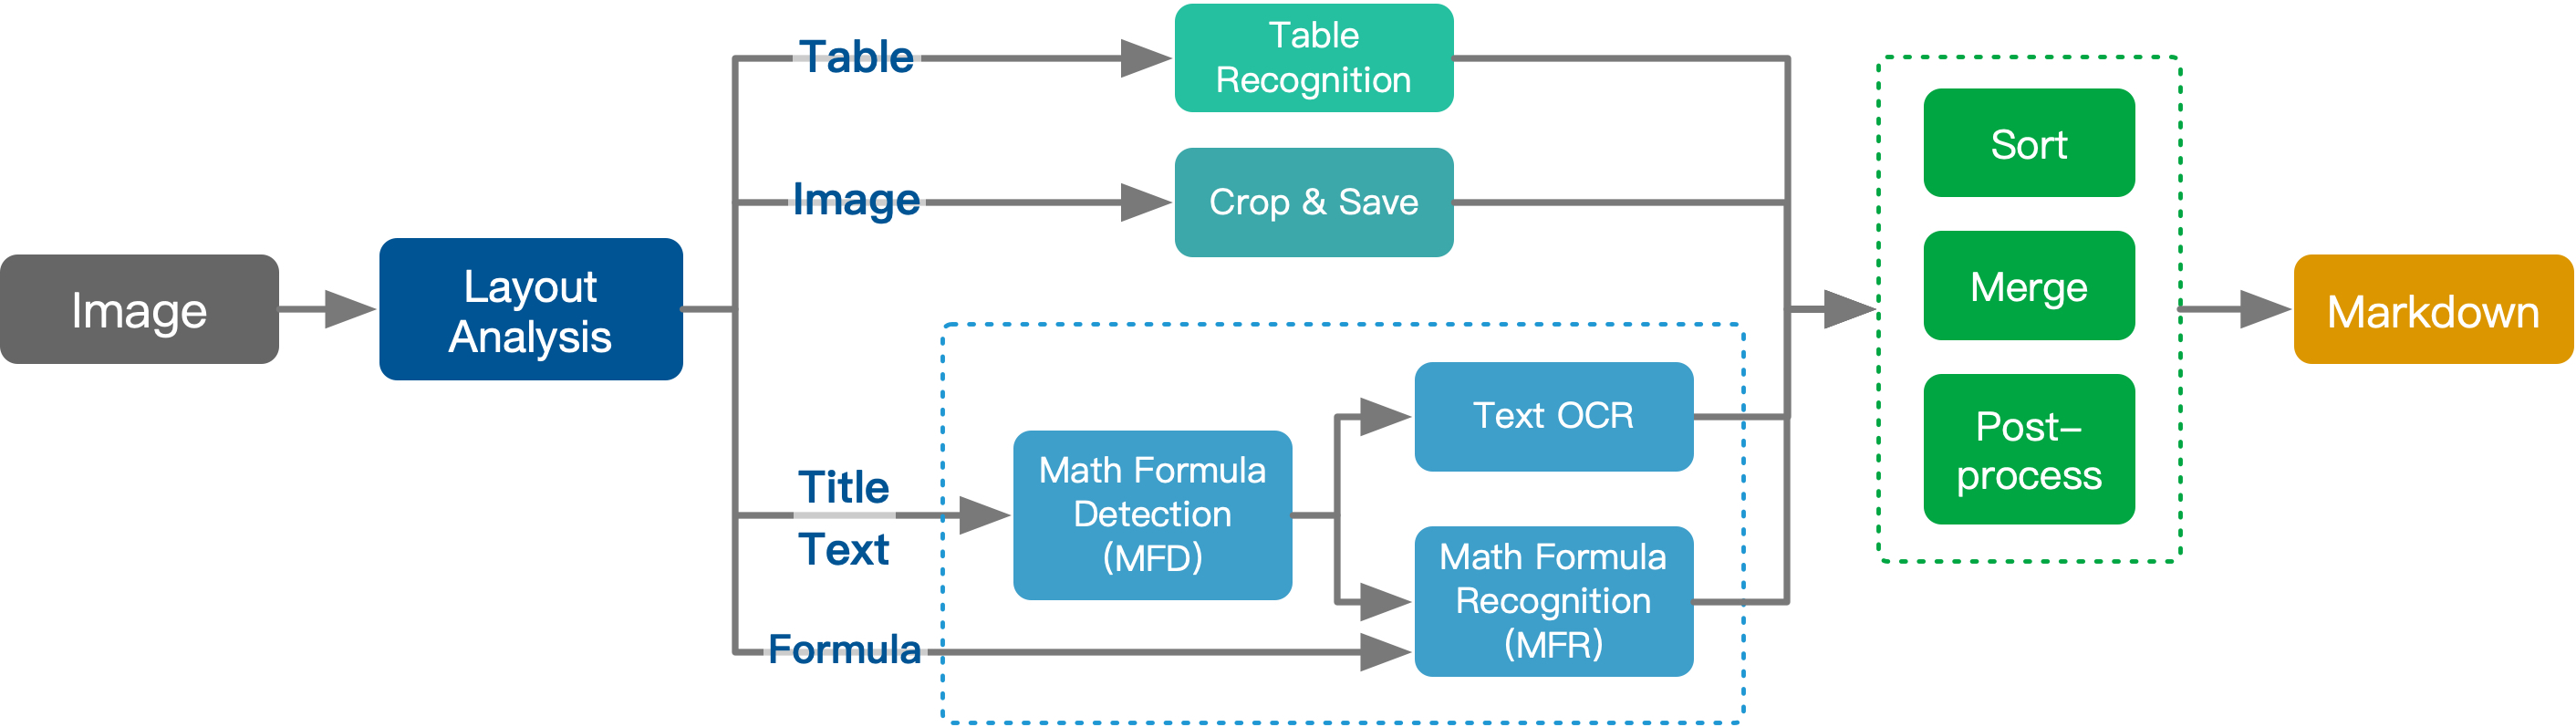 Image
Layout
Analysis
Table
Table
Recognition
Image
Crop & Save
Title
Text
Math Formula
Detection
(MFD)
Text OCR
Formula
Math Formula
Recognition
(MFR)
Sort
Merge
Post-
process
Markdown